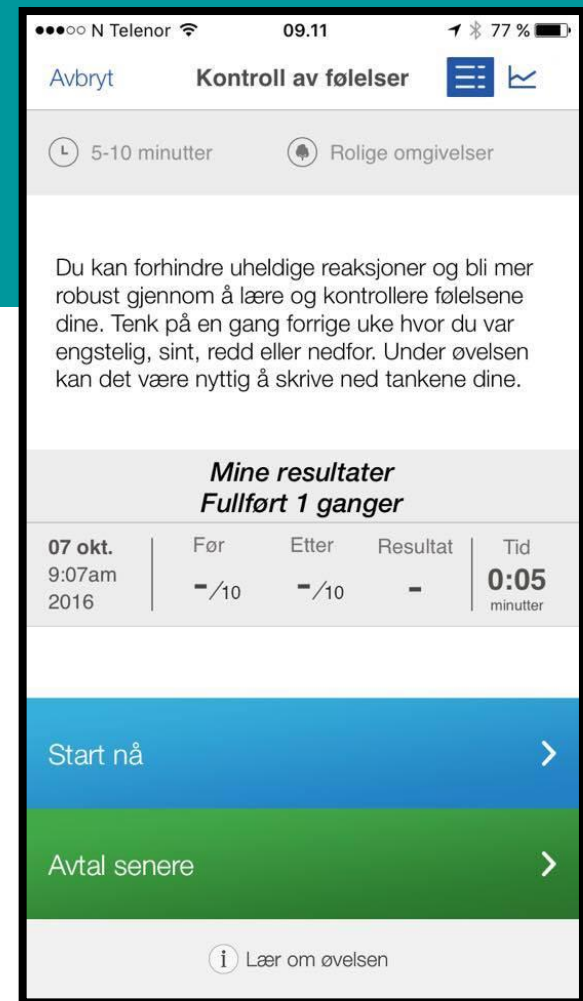 N Telenor 09.11 77 %
Avbryt Kontroll av følelser
5-10 minutter Rolige omgivelser
Du kan forhindre uheldige reaksjoner og bli mer
robust gjennom å lære og kontrollere følelsene
dine. Tenk på en gang forrige uke hvor du var
engstelig, sint, redd eller nedfor. Under øvelsen
kan det være nyttig å skrive ned tankene dine.
Mine resultater
Fullført 1 ganger
07 okt. Før Etter Resultat Tid
9:07am -/10 -/10 - 0:05
2016 minutter
Start nå
Avtal senere
i Lær om øvelsen